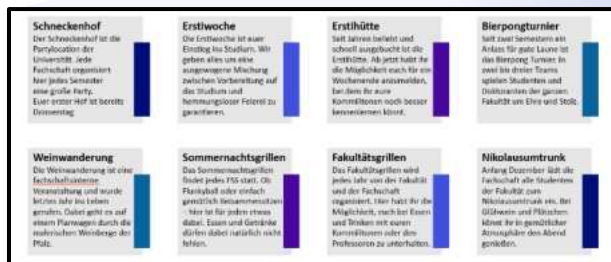 Schneckenhof
Der Schneckenhof ist die
Partylocation der
Universität. Jede
Fachschaft organisiert
hier jedes Semester
eine große Party.
Euer erster Hof ist bereits
Donnerstag
Erstiwoche
Die Erstiwoche ist euer
Einstieg ins Studium. Wir
geben alles um eine
ausgewogene Mischung
zwischen Vorbereitung auf
das Studium und
hemmungsloser Feierei zu
garantieren.
Erstihütte
Seit Jahren beliebt und
schnell ausgebucht ist die
Erstihütte. Ab jetzt habt ihr
die Möglichkeit euch für ein
Wochenende anzumelden,
bei dem ihr eure
Kommilitonen noch besser
kennenlernen könnt.
Bierpongturnier
Seit zwei Semestern ein
Anlass für gute Laune ist
das Bierpong Turnier. In
zwei bis dreier Teams
spielen Studenten und
Doktoranten der ganzen
Fakultät um Ehre und Stolz.
Weinwanderung
Die Weinwanderung ist eine
Fachschaftsinterne
Veranstaltung und wurde
letztes Jahr ins Leben
gerufen. Dabei geht es auf
einem Planwagen durch die
malerischen Weinberge der
Pfalz.
Sommernachtsgrillen
Das Sommernachtsgrillen
findet jedes FSS statt. Ob
Flunkyball oder einfach
gemütlich Beisammensitzen
- hier ist für jeden etwas
dabei. Essen und Getränke
dürfen dabei natürlich nicht
fehlen.
Fakultätsgrillen
Das Fakultätsgrillen wird
jedes Jahr von der Fakultät
und der Fachschaft
organisiert. Hier habt ihr die
Möglichkeit, nach bei Essen
und Trinken mit euren
Kommilitonen oder den
Professoren zu unterhalten.
Nikolausumtrunk
Anfang Dezember lädt die
Fachschaft alle Studenten
der Fakultät zum
Nikolausumtrunk ein. Bei
Glühwein und Plätzchen
könnt ihr in gemütlicher
Atmosphäre den Abend
genießen.